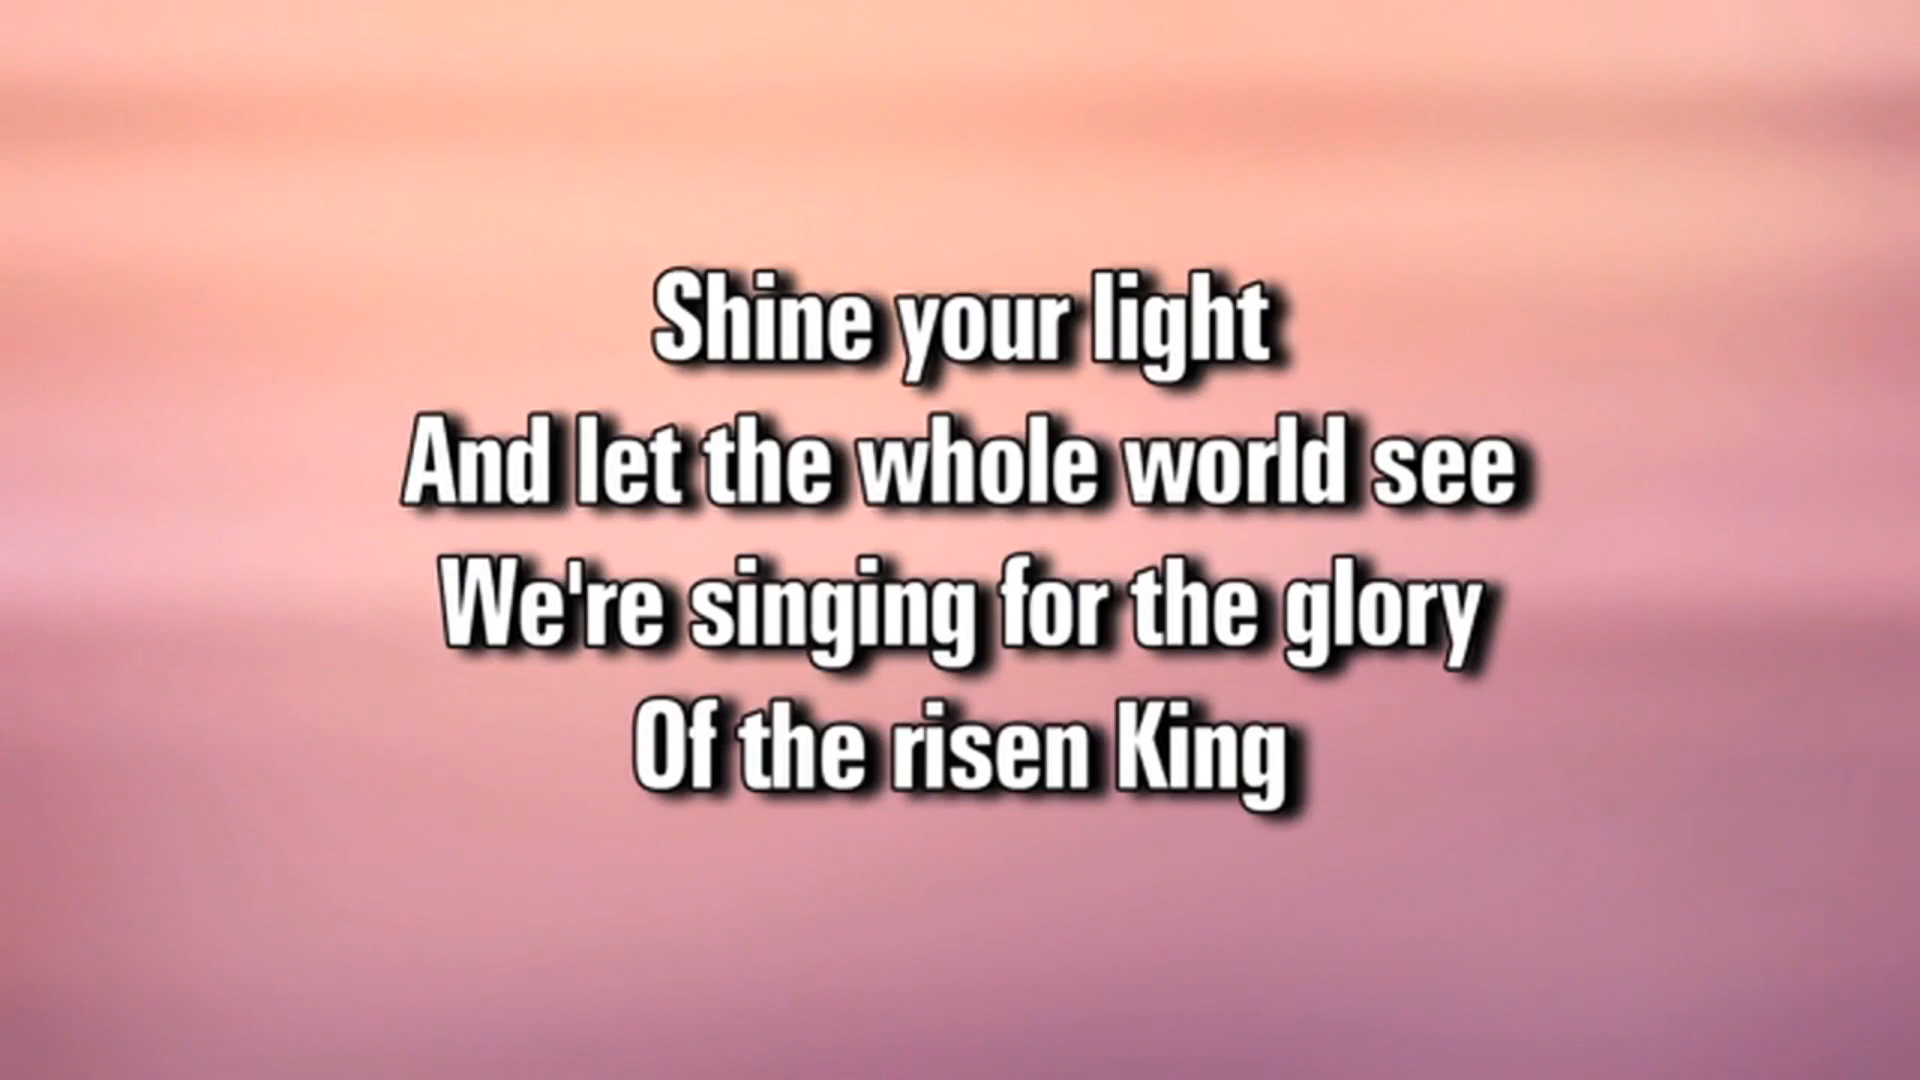 Shine your light
And let the whole world see
We're singing for the glory
Of the risen King